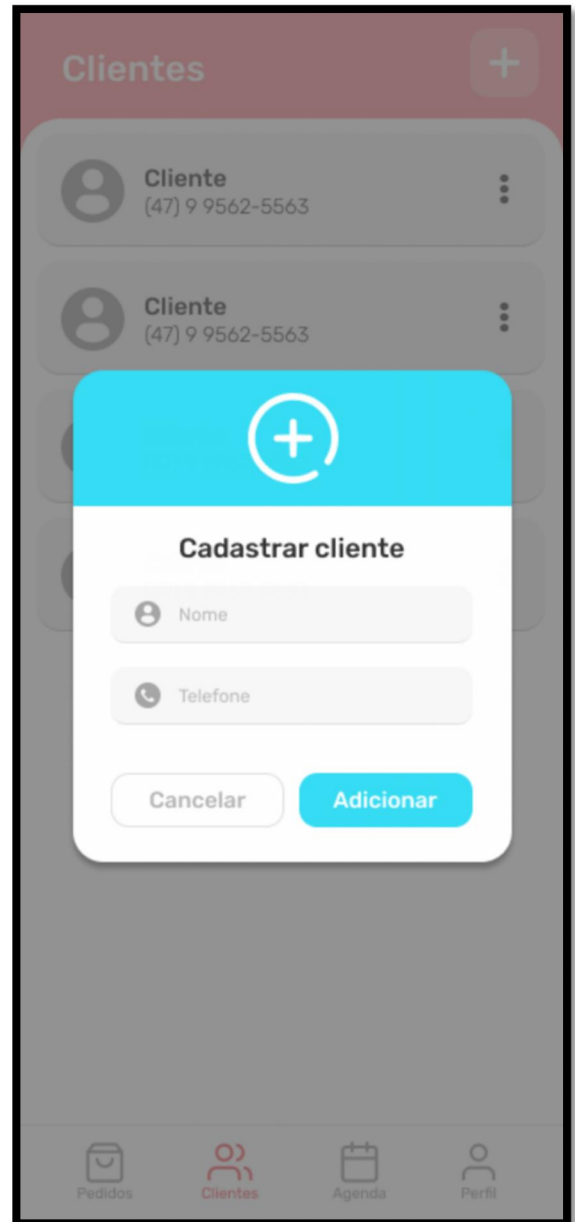 Clientes
Cliente
(47) 9 9562-5563
Cliente
(47) 9 9562-5563
Cadastrar cliente
Nome
Telefone
Cancelar
Adicionar
Pedidos
Clientes
Agenda
Perfil